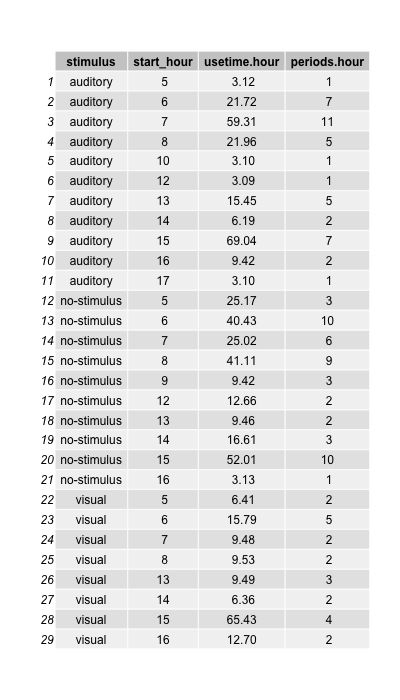 stimulus start_hour usetime.hour periods.hour
1 auditory 5 3.12 1
2 auditory 6 21.72 7
3 auditory 7 59.31 11
4 auditory 8 21.96 5
5 auditory 10 3.10 1
6 auditory 12 3.09 1
7 auditory 13 15.45 5
8 auditory 14 6.19 2
9 auditory 15 69.04 7
10 auditory 16 9.42 2
11 auditory 17 3.10 1
12 no-stimulus 5 25.17 3
13 no-stimulus 6 40.43 10
14 no-stimulus 7 25.02 6
15 no-stimulus 8 41.11 9
16 no-stimulus 9 9.42 3
17 no-stimulus 12 12.66 2
18 no-stimulus 13 9.46 2
19 no-stimulus 14 16.61 3
20 no-stimulus 15 52.01 10
21 no-stimulus 16 3.13 1
22 visual 5 6.41 2
23 visual 6 15.79 5
24 visual 7 9.48 2
25 visual 8 9.53 2
26 visual 13 9.49 3
27 visual 14 6.36 2
28 visual 15 65.43 4
29 visual 16 12.70 2